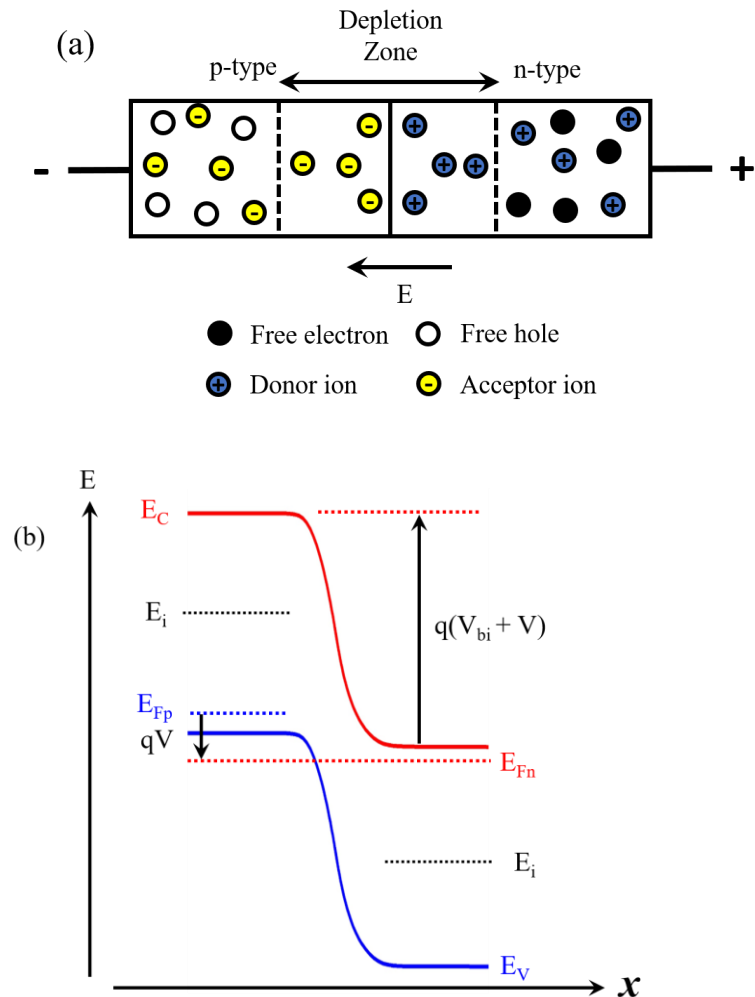 (a)
Depletion
Zone
p-type
n-type
-
+
E
Free electron
Free hole
Donor ion
Acceptor ion
(b)
E
E_C
E_i
q(V_bi + V)
E_Fp
qV
E_Fn
E_i
E_V
x